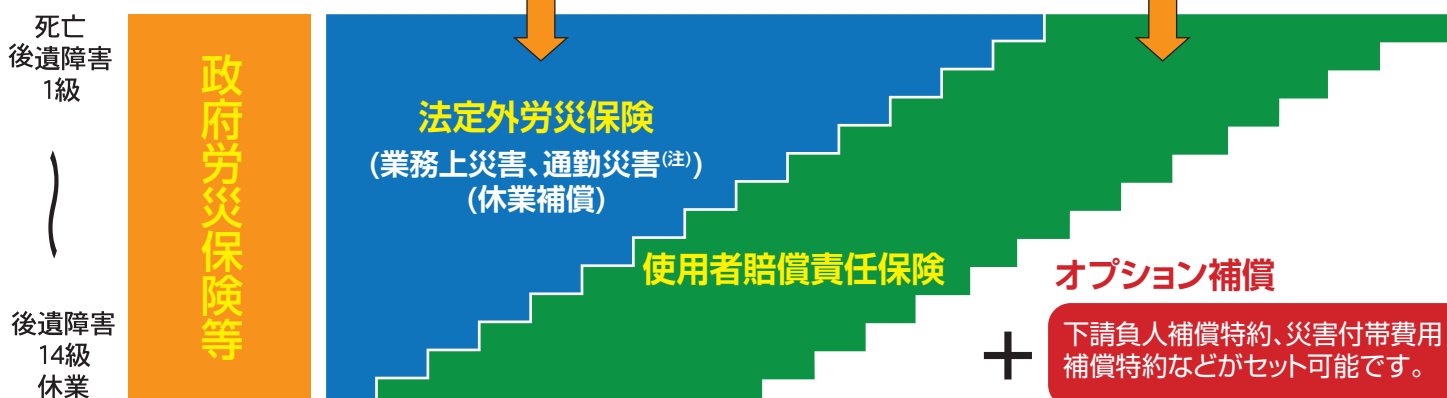 死亡
後遺障害
1級
後遺障害
14級
休業
政府労災保険等
法定外労災保険
(業務上災害、通勤災害(注))
(休業補償)
使用者賠償責任保険
オプション補償
+
下請負人補償特約、災害付帯費用
補償特約などがセット可能です。